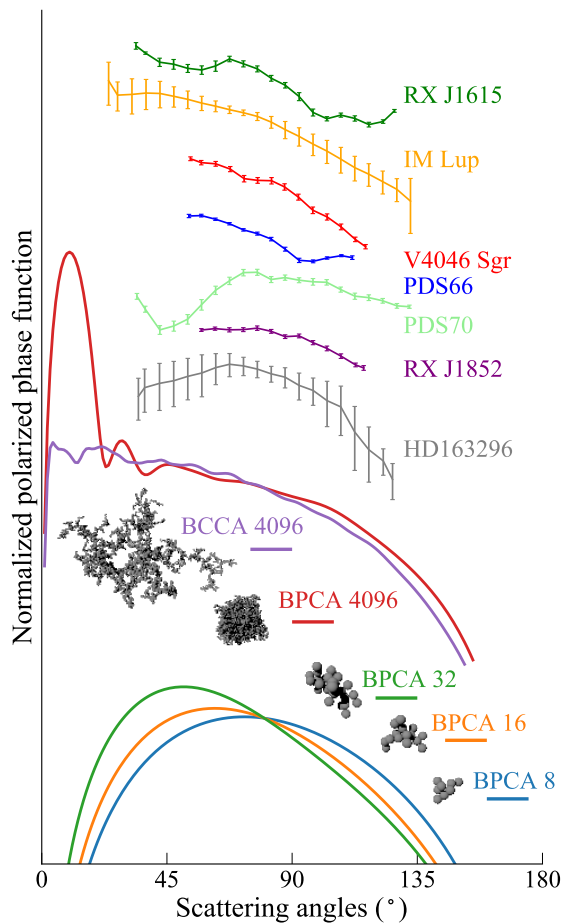 Normalized polarized phase function
RX J1615
IM Lup
V4046 Sgr
PDS66
PDS70
RX J1852
HD163296
BCCA 4096
BPCA 4096
BPCA 32
BPCA 16
BPCA 8
0 45 90 135 180
Scattering angles (°)